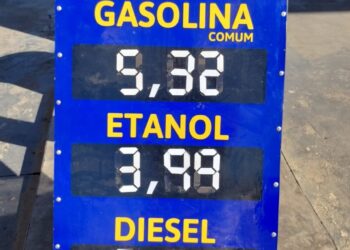 GASOLINA
COMUM
5,32
ETANOL
3,99
DIESEL